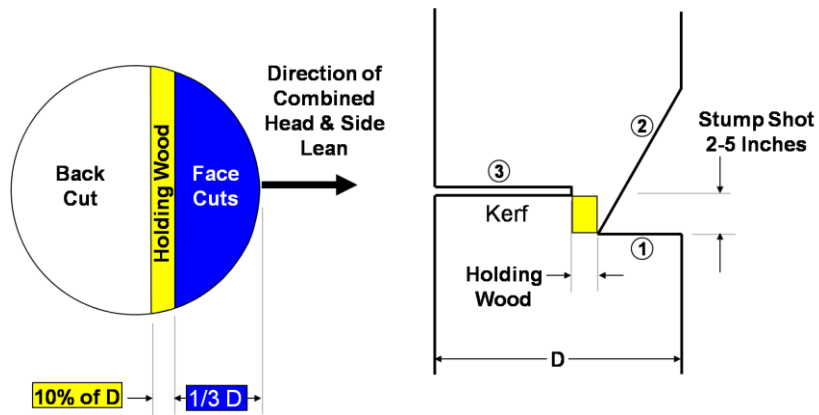 Direction of
Combined
Head & Side
Lean
Back
Cut
Holding Wood
Face
Cuts
10% of D
1/3 D
②
Stump Shot
2-5 Inches
③
Kerf
①
Holding
Wood
D